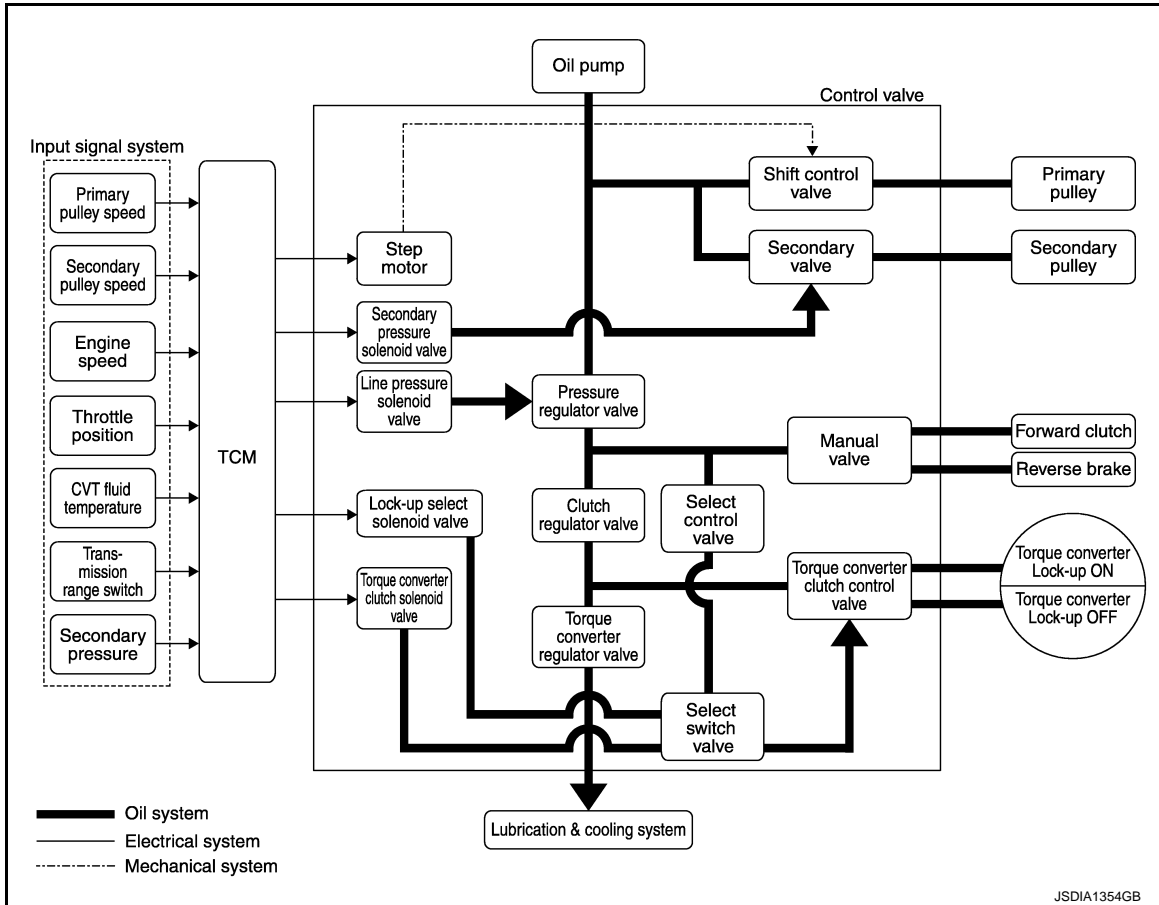 Oil pump
Control valve
Input signal system
Primary
pulley speed
Secondary
pulley speed
Engine
speed
Throttle
position
CVT fluid
temperature
Trans-
mission
range switch
Secondary
pressure
TCM
Step
motor
Secondary
pressure
solenoid valve
Line pressure
solenoid
valve
Lock-up select
solenoid valve
Torque converter
clutch solenoid
valve
Pressure
regulator valve
Clutch
regulator valve
Torque
converter
regulator valve
Shift control
valve
Secondary
valve
Manual
valve
Select
control
valve
Torque converter
clutch control
valve
Select
switch
valve
Primary
pulley
Secondary
pulley
Forward clutch
Reverse brake
Torque converter
Lock-up ON
Torque converter
Lock-up OFF
Lubrication & cooling system
Oil system
Electrical system
Mechanical system
JSDIA1354GB